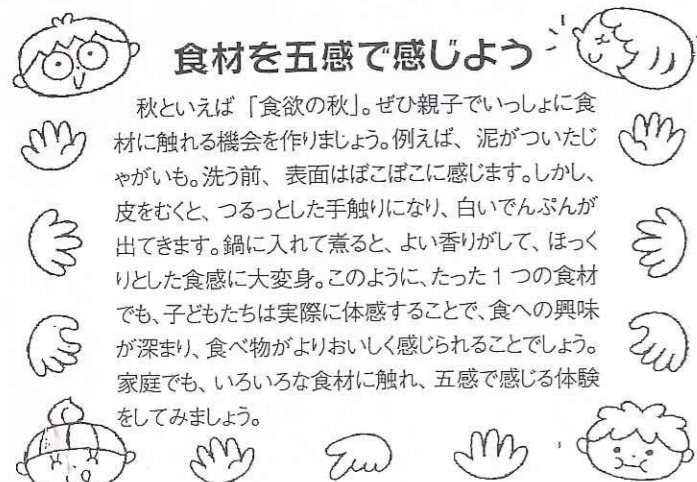 食材を五感で感じよう
秋といえば「食欲の秋」。ぜひ親子でいっしょに食
材に触れる機会を作りましょう。例えば、泥がついたじ
ゃがいも。洗う前、表面はぼこぼこに感じます。しかし、
皮をむくと、つるっとした手触りになり、白いでんぷんが
出てきます。鍋に入れて煮ると、よい香りがして、ほっく
りとした食感に大変身。このように、たった1つの食材
でも、子どもたちは実際に体感することで、食への興味
が深まり、食べ物がよりおいしく感じられることでしょう。
家庭でも、いろいろな食材に触れ、五感で感じる体験
をしてみましょう。